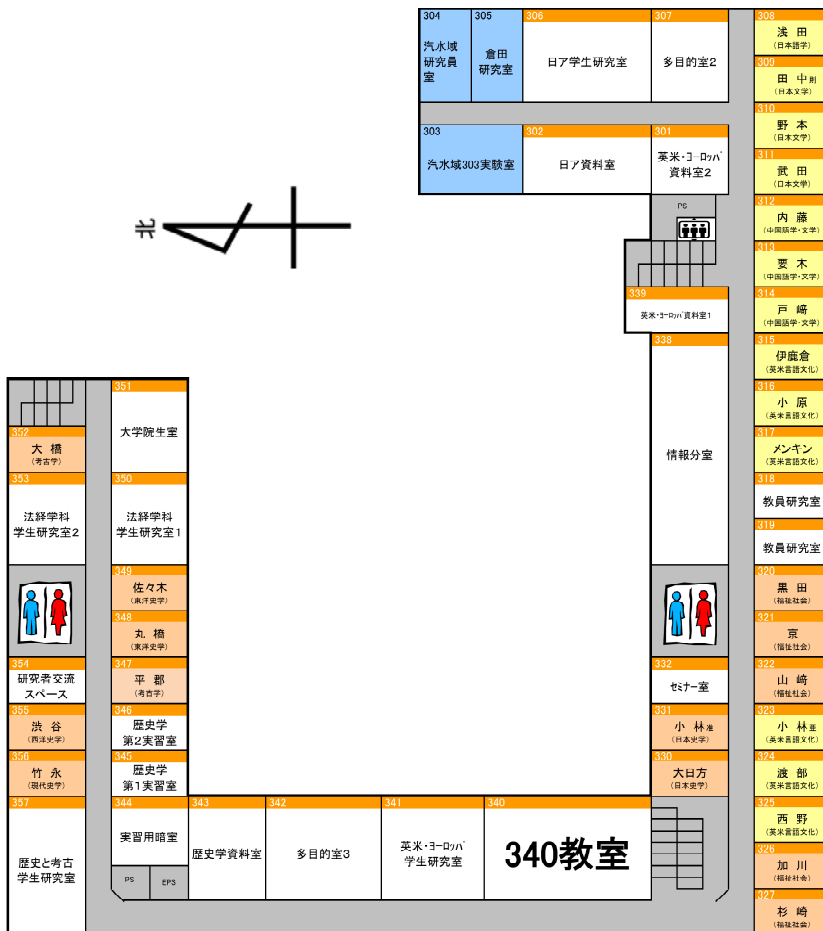 304
汽水域
研究員
室
305
倉田
研究室
306
日ア学生研究室
307
多目的室2
308
浅 田
(日本語学)
309
田 中則
(日本文学)
303
汽水域303実験室
302
日ア資料室
301
英米・ヨーロッパ
資料室2
310
野 本
(日本文学)
311
武 田
(日本文学)
北
PS
312
内 藤
(中国語学・文学)
313
要 木
(中国語学・文学)
339
英米・ヨーロッパ資料室1
314
戸 﨑
(中国語学・文学)
338
情報分室
315
伊鹿倉
(英米言語文化)
316
小 原
(英米言語文化)
317
メンキン
(英米言語文化)
318
教員研究室
319
教員研究室
351
大学院生室
352
大 橋
(考古学)
353
法経学科
学生研究室2
350
法経学科
学生研究室1
349
佐々木
(東洋史学)
348
丸 橋
(東洋史学)
320
黒 田
(福祉社会)
321
京
(福祉社会)
354
研究者交流
スペース
347
平 郡
(考古学)
332
セミナー室
322
山 﨑
(福祉社会)
355
渋 谷
(西洋史学)
346
歴史学
第2実習室
331
小 林准
(日本史学)
323
小 林亜
(英米言語文化)
356
竹 永
(現代史学)
345
歴史学
第1実習室
330
大日方
(日本史学)
324
渡 部
(英米言語文化)
357
歴史と考古
学生研究室
344
実習用暗室
PS
EPS
343
歴史学資料室
342
多目的室3
341
英米・ヨーロッパ
学生研究室
340
340教室
325
西 野
(英米言語文化)
326
加 川
(福祉社会)
327
杉 崎
(福祉社会)